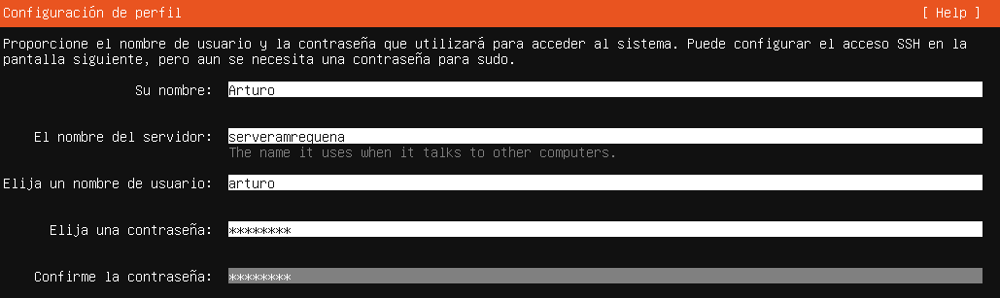 Configuración de perfil [ Help ]
Proporcione el nombre de usuario y la contraseña que utilizará para acceder al sistema. Puede configurar el acceso SSH en la
pantalla siguiente, pero aun se necesita una contraseña para sudo.
Su nombre: Arturo
El nombre del servidor: serveramrequena
The name it uses when it talks to other computers.
Elija un nombre de usuario: arturo
Elija una contraseña: ********
Confirme la contraseña: ********